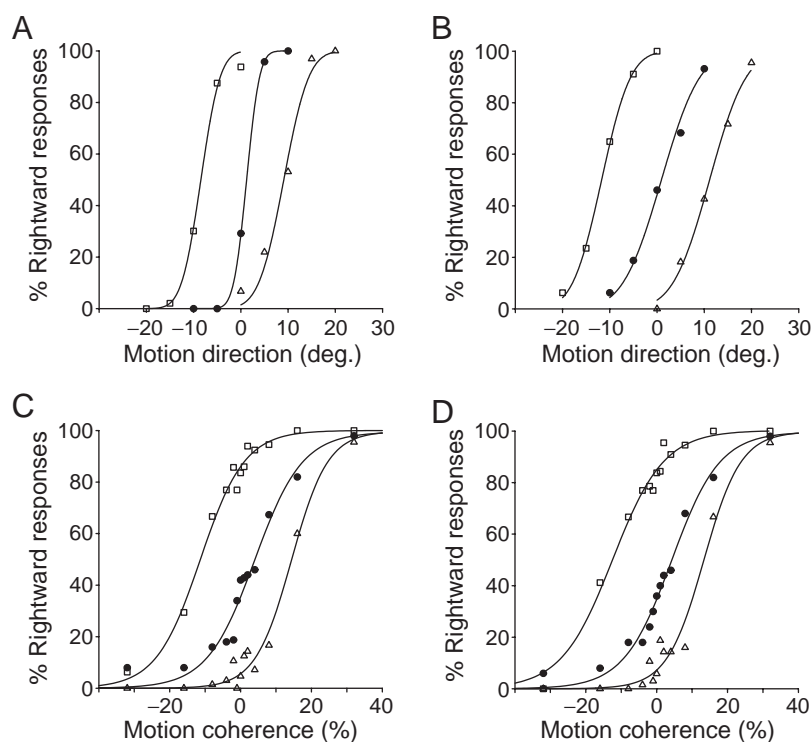 A
% Rightward responses
100
80
60
40
20
0
−20 −10 0 10 20 30
Motion direction (deg.)
B
% Rightward responses
100
80
60
40
20
0
−20 −10 0 10 20 30
Motion direction (deg.)
C
% Rightward responses
100
80
60
40
20
0
−20 0 20 40
Motion coherence (%)
D
% Rightward responses
100
80
60
40
20
0
−20 0 20 40
Motion coherence (%)